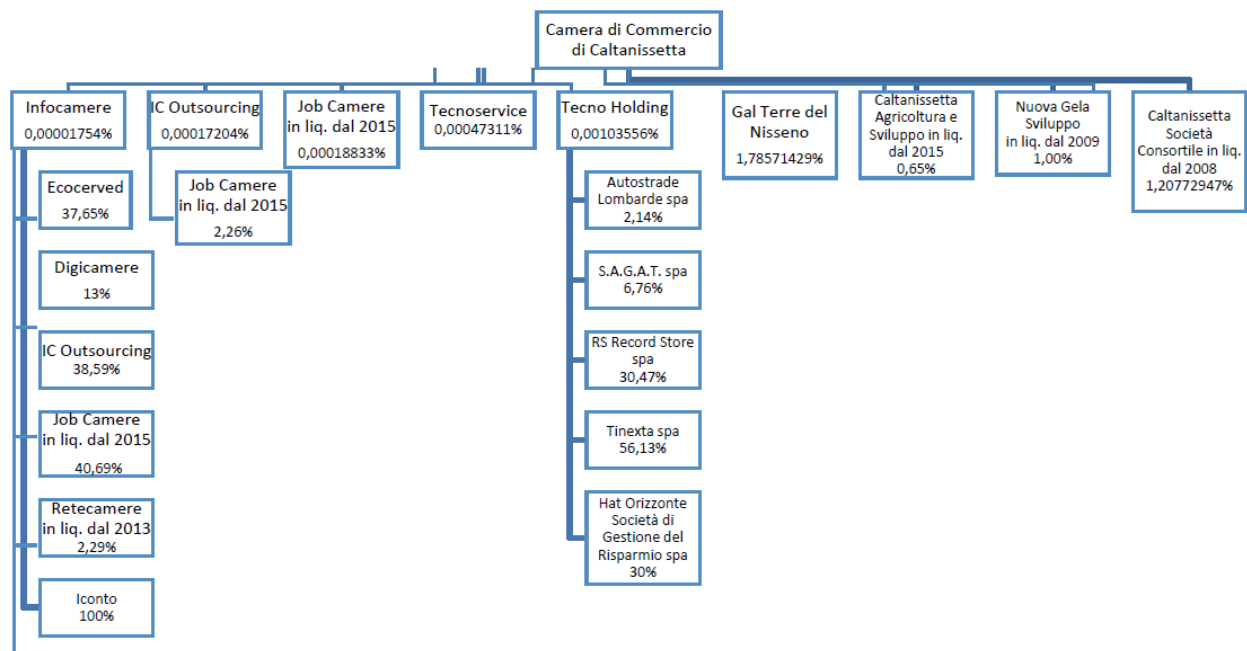 Camera di Commercio
di Caltanissetta
Infocamere
0,00001754%
IC Outsourcing
0,00017204%
Job Camere
in liq. dal 2015
0,00018833%
Tecnoservice
0,00047311%
Tecno Holding
0,00103556%
Gal Terre del
Nisseno
1,78571429%
Caltanissetta
Agricoltura e
Sviluppo in liq.
dal 2015
0,65%
Nuova Gela
Sviluppo
in liq. dal 2009
1,00%
Caltanissetta
Società
Consortile in liq.
dal 2008
1,20772947%
Ecocerved
37,65%
Digicamere
13%
IC Outsourcing
38,59%
Job Camere
in liq. dal 2015
40,69%
Retecamere
in liq. dal 2013
2,29%
Iconto
100%
Job Camere
in liq. dal 2015
2,26%
Autostrade
Lombarde spa
2,14%
S.A.G.A.T. spa
6,76%
RS Record Store
spa
30,47%
Tinexta spa
56,13%
Hat Orizzonte
Società di
Gestione del
Risparmio spa
30%